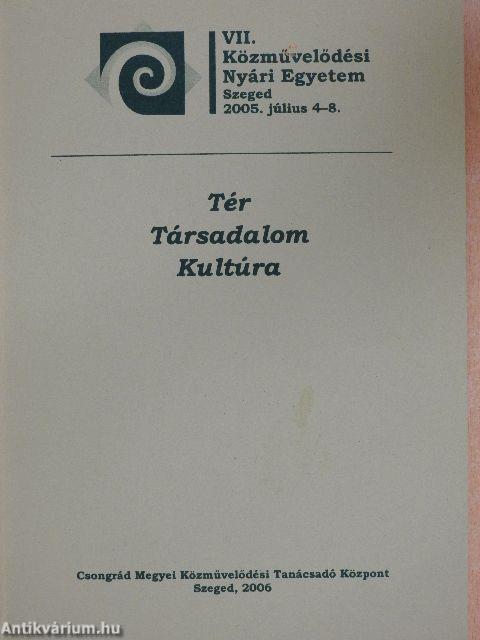 VII.
Közművelődési
Nyári Egyetem
Szeged
2005. július 4–8.
Tér
Társadalom
Kultúra
Csongrád Megyei Közművelődési Tanácsadó Központ
Szeged, 2006
Antikvárium.hu